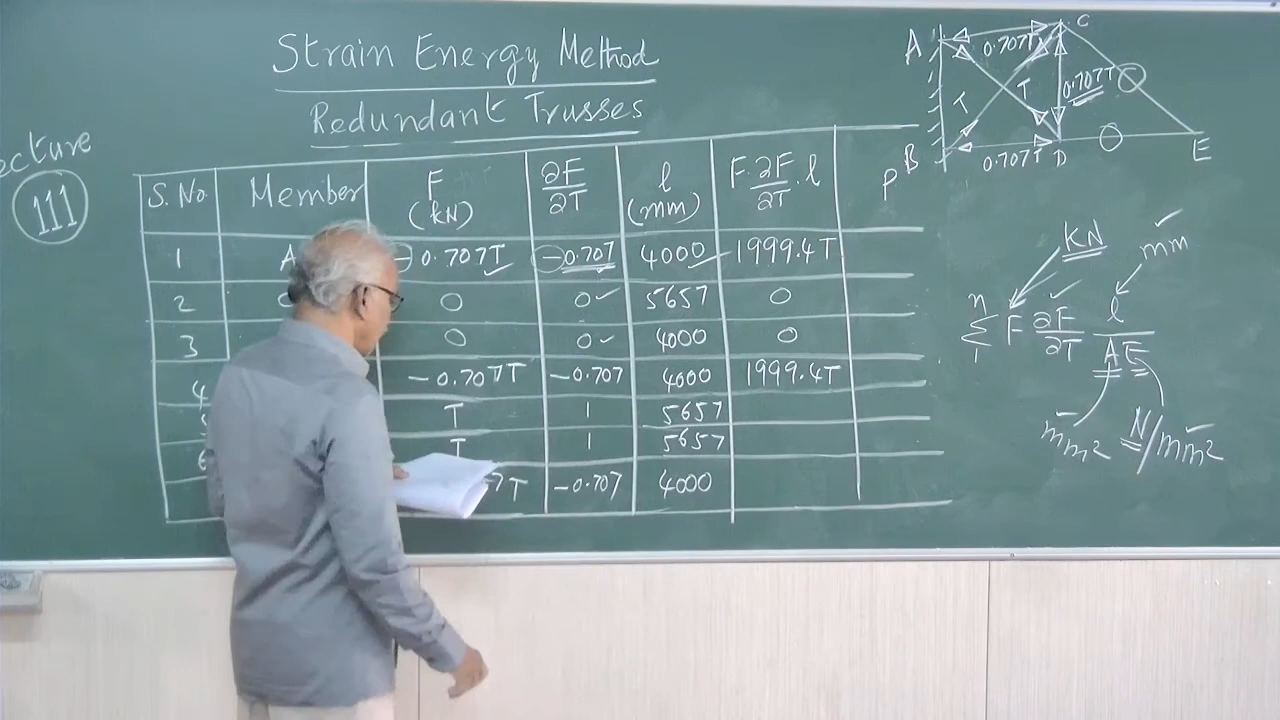 Strain Energy Method
Redundant Trusses
ecture
111
S. No. Member F (kN) ∂F/∂T l (mm) F.∂F/∂T.l P
1 A -0.707T -0.707 4000 1999.4T
2 0 0 5657 0
3 0 0 4000 0
4 -0.707T -0.707 4000 1999.4T
T 1 5657
6 T 1 5657
7T -0.707 4000
A 0.707T C
T T 0.707T
B 0.707T D E
KN mm
n
Σ F ∂F/∂T l/AE
1
mm² N/mm²